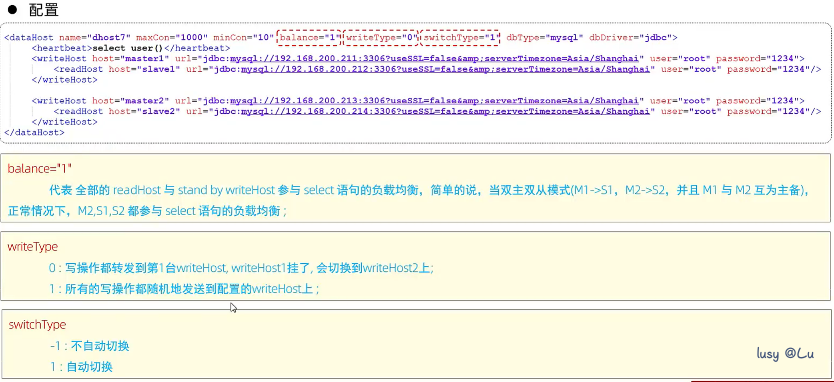 ● 配置
<dataHost name="dhost7" maxCon="1000" minCon="10" balance="1" writeType="0" switchType="1" dbType="mysql" dbDriver="jdbc">
<heartbeat>select user()</heartbeat>
<writeHost host="master1" url="jdbc:mysql://192.168.200.211:3306?useSSL=false&amp;serverTimezone=Asia/Shanghai" user="root" password="1234">
<readHost host="slave1" url="jdbc:mysql://192.168.200.212:3306?useSSL=false&amp;serverTimezone=Asia/Shanghai" user="root" password="1234"/>
</writeHost>
<writeHost host="master2" url="jdbc:mysql://192.168.200.213:3306?useSSL=false&amp;serverTimezone=Asia/Shanghai" user="root" password="1234">
<readHost host="slave2" url="jdbc:mysql://192.168.200.214:3306?useSSL=false&amp;serverTimezone=Asia/Shanghai" user="root" password="1234"/>
</writeHost>
</dataHost>
balance="1"
代表 全部的 readHost 与 stand by writeHost 参与 select 语句的负载均衡，简单的说，当双主双从模式(M1->S1，M2->S2，并且 M1 与 M2 互为主备)，
正常情况下，M2,S1,S2 都参与 select 语句的负载均衡 ;
writeType
0 : 写操作都转发到第1台writeHost, writeHost1挂了, 会切换到writeHost2上;
1 : 所有的写操作都随机地发送到配置的writeHost上 ;
switchType
-1 : 不自动切换
1 : 自动切换
lusy @Lu